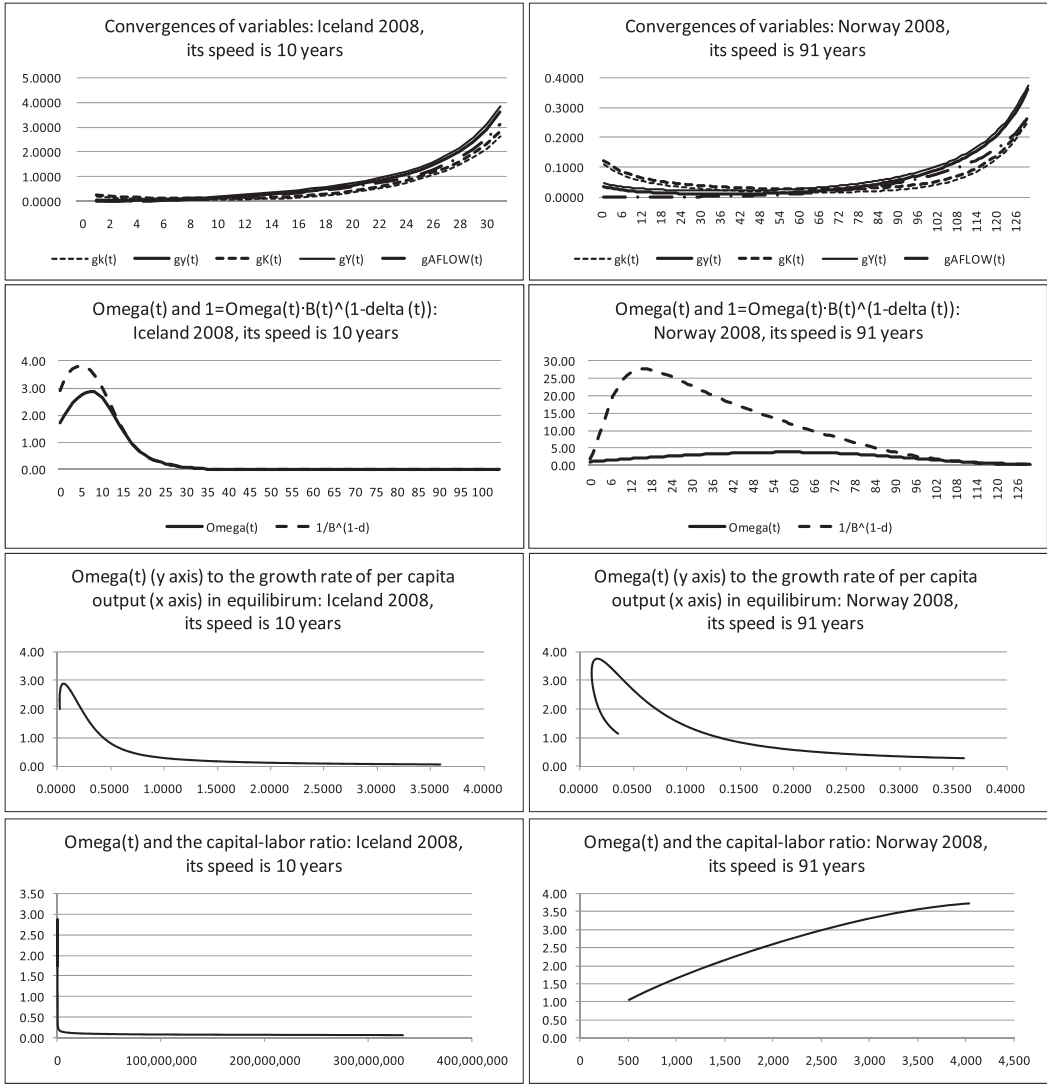 Convergences of variables: Iceland 2008,
its speed is 10 years
5.0000
4.0000
3.0000
2.0000
1.0000
0.0000
0 2 4 6 8 10 12 14 16 18 20 22 24 26 28 30
gk(t) gy(t) gK(t) gY(t) gAFLOW(t)
Convergences of variables: Norway 2008,
its speed is 91 years
0.4000
0.3000
0.2000
0.1000
0.0000
0 6 12 18 24 30 36 42 48 54 60 66 72 78 84 90 96 102 108 114 120 126
gk(t) gy(t) gK(t) gY(t) gAFLOW(t)
Omega(t) and 1=Omega(t)·B(t)^(1-delta (t)):
Iceland 2008, its speed is 10 years
4.00
3.00
2.00
1.00
0.00
0 5 10 15 20 25 30 35 40 45 50 55 60 65 70 75 80 85 90 95 100
Omega(t) 1/B^(1-d)
Omega(t) and 1=Omega(t)·B(t)^(1-delta (t)):
Norway 2008, its speed is 91 years
30.00
25.00
20.00
15.00
10.00
5.00
0.00
0 6 12 18 24 30 36 42 48 54 60 66 72 78 84 90 96 102 108 114 120 126
Omega(t) 1/B^(1-d)
Omega(t) (y axis) to the growth rate of per capita
output (x axis) in equilibirum: Iceland 2008,
its speed is 10 years
4.00
3.00
2.00
1.00
0.00
0.0000 0.5000 1.0000 1.5000 2.0000 2.5000 3.0000 3.5000 4.0000
Omega(t) (y axis) to the growth rate of per capita
output (x axis) in equilibirum: Norway 2008,
its speed is 91 years
4.00
3.00
2.00
1.00
0.00
0.0000 0.0500 0.1000 0.1500 0.2000 0.2500 0.3000 0.3500 0.4000
Omega(t) and the capital-labor ratio: Iceland 2008,
its speed is 10 years
3.50
3.00
2.50
2.00
1.50
1.00
0.50
0.00
0 100,000,000 200,000,000 300,000,000 400,000,000
Omega(t) and the capital-labor ratio: Norway 2008,
its speed is 91 years
4.00
3.50
3.00
2.50
2.00
1.50
1.00
0.50
0.00
0 500 1,000 1,500 2,000 2,500 3,000 3,500 4,000 4,500